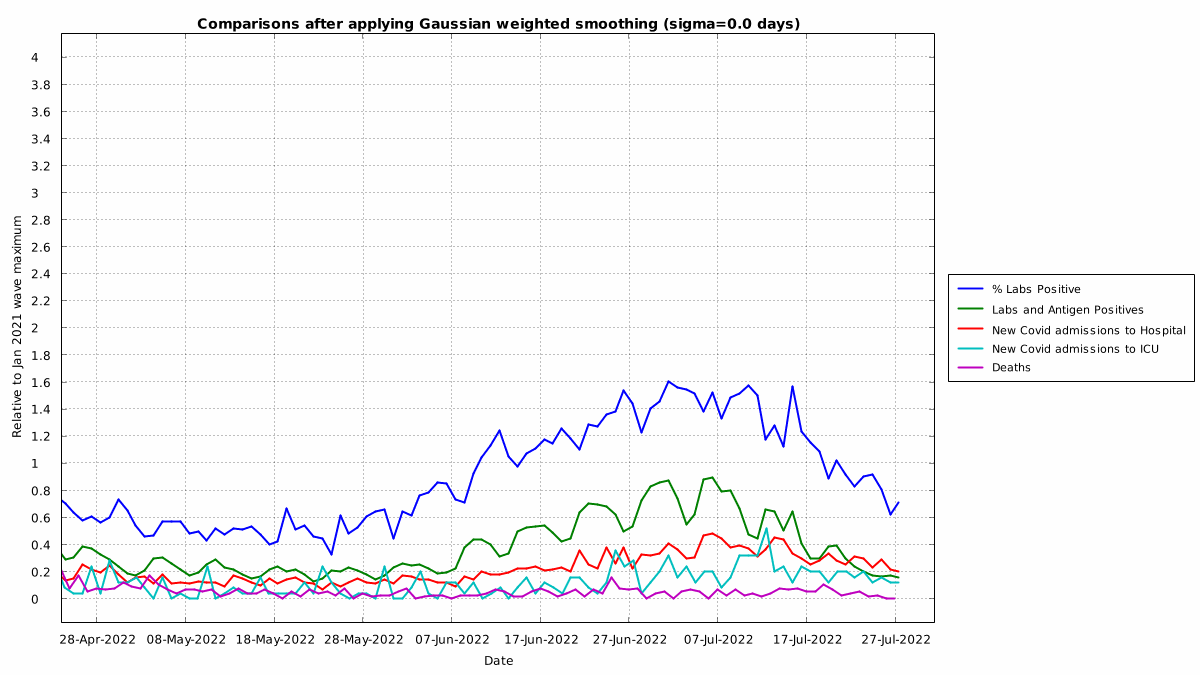 Comparisons after applying Gaussian weighted smoothing (sigma=0.0 days)
Relative to Jan 2021 wave maximum
4
3.8
3.6
3.4
3.2
3
2.8
2.6
2.4
2.2
2
1.8
1.6
1.4
1.2
1
0.8
0.6
0.4
0.2
0
28-Apr-2022 08-May-2022 18-May-2022 28-May-2022 07-Jun-2022 17-Jun-2022 27-Jun-2022 07-Jul-2022 17-Jul-2022 27-Jul-2022
Date
% Labs Positive
Labs and Antigen Positives
New Covid admissions to Hospital
New Covid admissions to ICU
Deaths